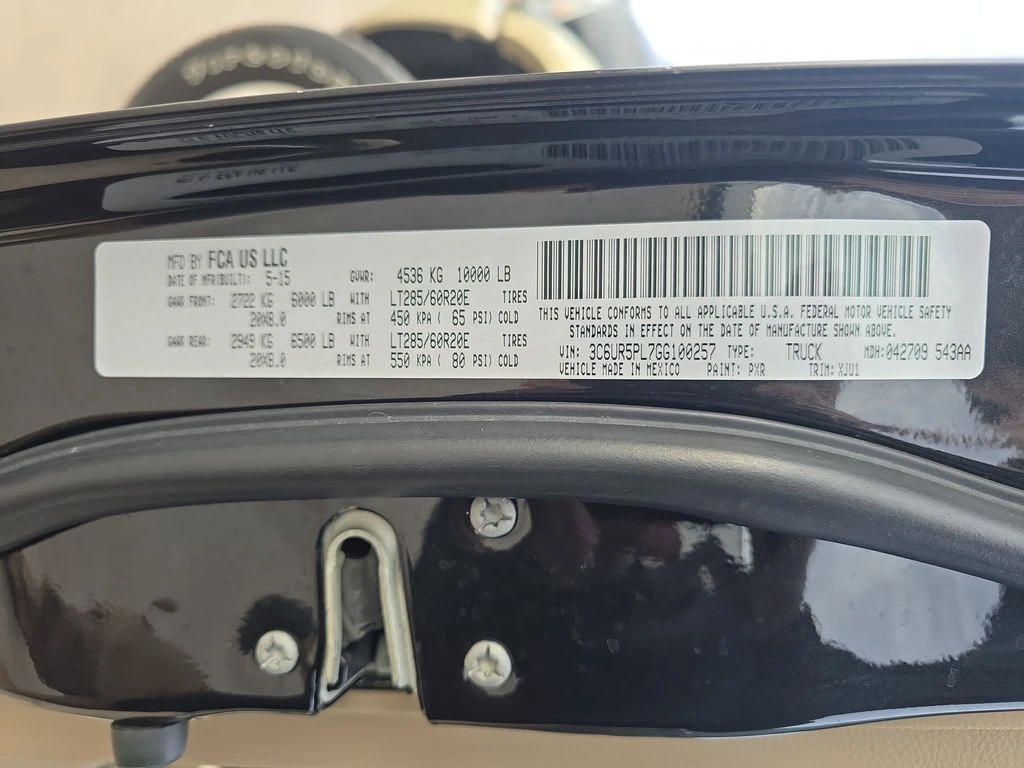 Firestone
MFD BY FCA US LLC
DATE OF MFR(BUILT): 5-15 GVWR: 4536 KG 10000 LB
GAWR FRONT: 2722 KG 6000 LB WITH LT285/60R20E TIRES
20X8.0 RIMS AT 450 KPA ( 65 PSI) COLD
GAWR REAR: 2949 KG 6500 LB WITH LT285/60R20E TIRES
20X8.0 RIMS AT 550 KPA ( 80 PSI) COLD
THIS VEHICLE CONFORMS TO ALL APPLICABLE U.S.A. FEDERAL MOTOR VEHICLE SAFETY
STANDARDS IN EFFECT ON THE DATE OF MANUFACTURE SHOWN ABOVE.
VIN: 3C6UR5PL7GG100257 TYPE: TRUCK MDH:042709 543AA
VEHICLE MADE IN MEXICO PAINT: PXR TRIM: XJU1